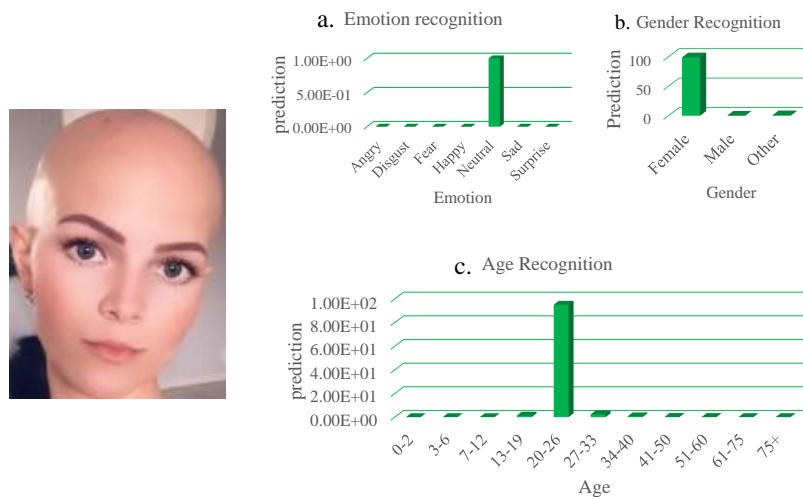 a. Emotion recognition
prediction
1.00E+00
5.00E-01
0.00E+00
Angry
Disgust
Fear
Happy
Neutral
Sad
Surprise
Emotion
b. Gender Recognition
Prediction
100
50
0
Female
Male
Other
Gender
c. Age Recognition
prediction
1.00E+02
8.00E+01
6.00E+01
4.00E+01
2.00E+01
0.00E+00
0-2
3-6
7-12
13-19
20-26
27-33
34-40
41-50
51-60
61-75
75+
Age